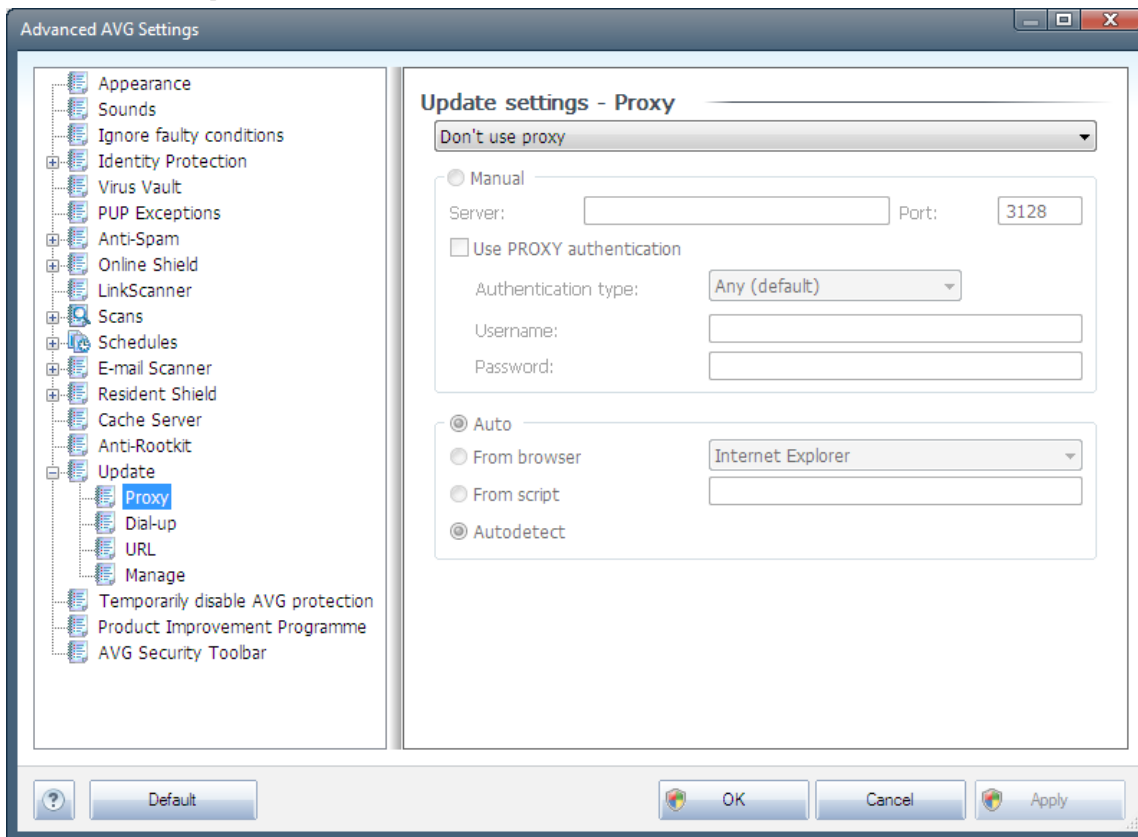 Advanced AVG Settings
Appearance
Sounds
Ignore faulty conditions
Identity Protection
Virus Vault
PUP Exceptions
Anti-Spam
Online Shield
LinkScanner
Scans
Schedules
E-mail Scanner
Resident Shield
Cache Server
Anti-Rootkit
Update
Proxy
Dial-up
URL
Manage
Temporarily disable AVG protection
Product Improvement Programme
AVG Security Toolbar
Update settings - Proxy
Don't use proxy
Manual
Server: Port: 3128
Use PROXY authentication
Authentication type: Any (default)
Username:
Password:
Auto
From browser Internet Explorer
From script
Autodetect
? Default OK Cancel Apply